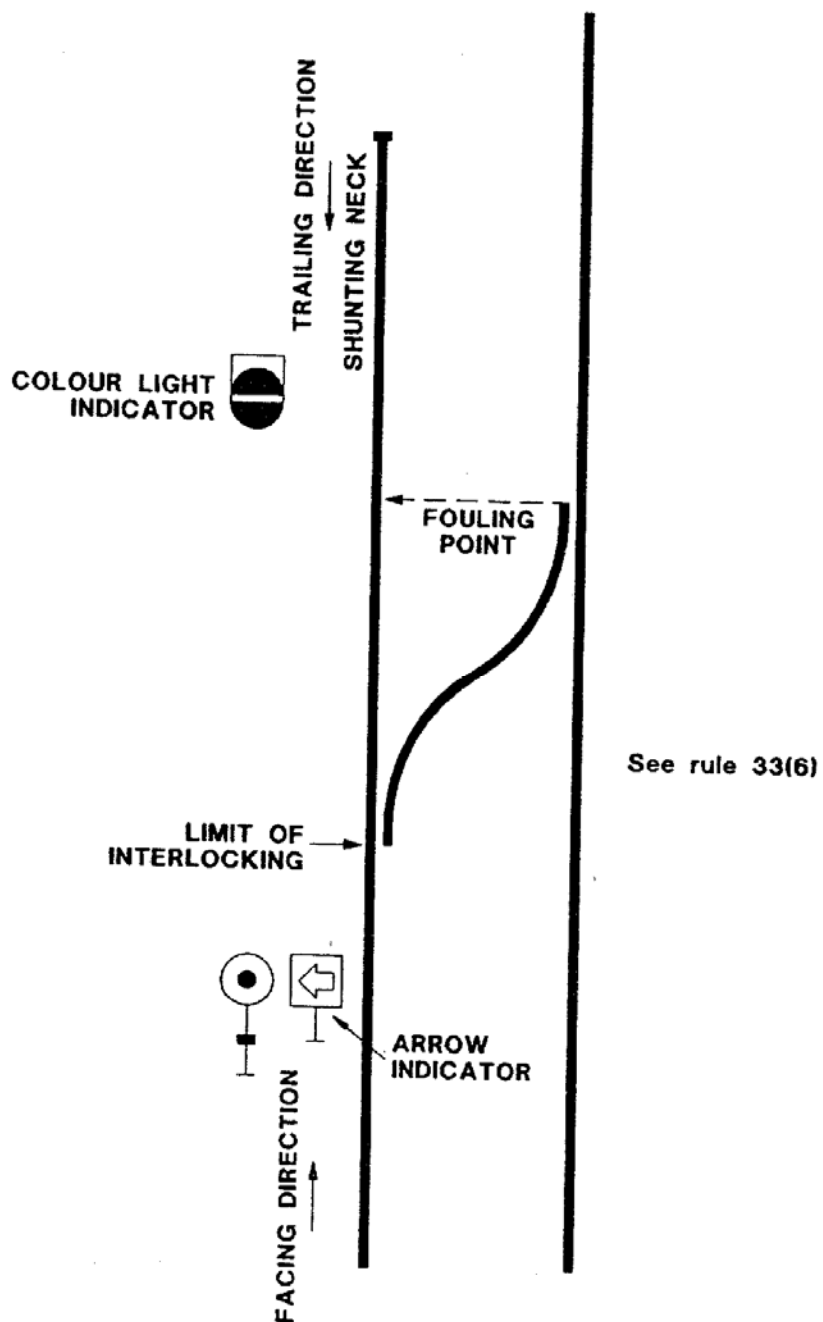 TRAILING DIRECTION
SHUNTING NECK
COLOUR LIGHT
INDICATOR
FOULING
POINT
See rule 33(6)
LIMIT OF
INTERLOCKING
ARROW
INDICATOR
FACING DIRECTION